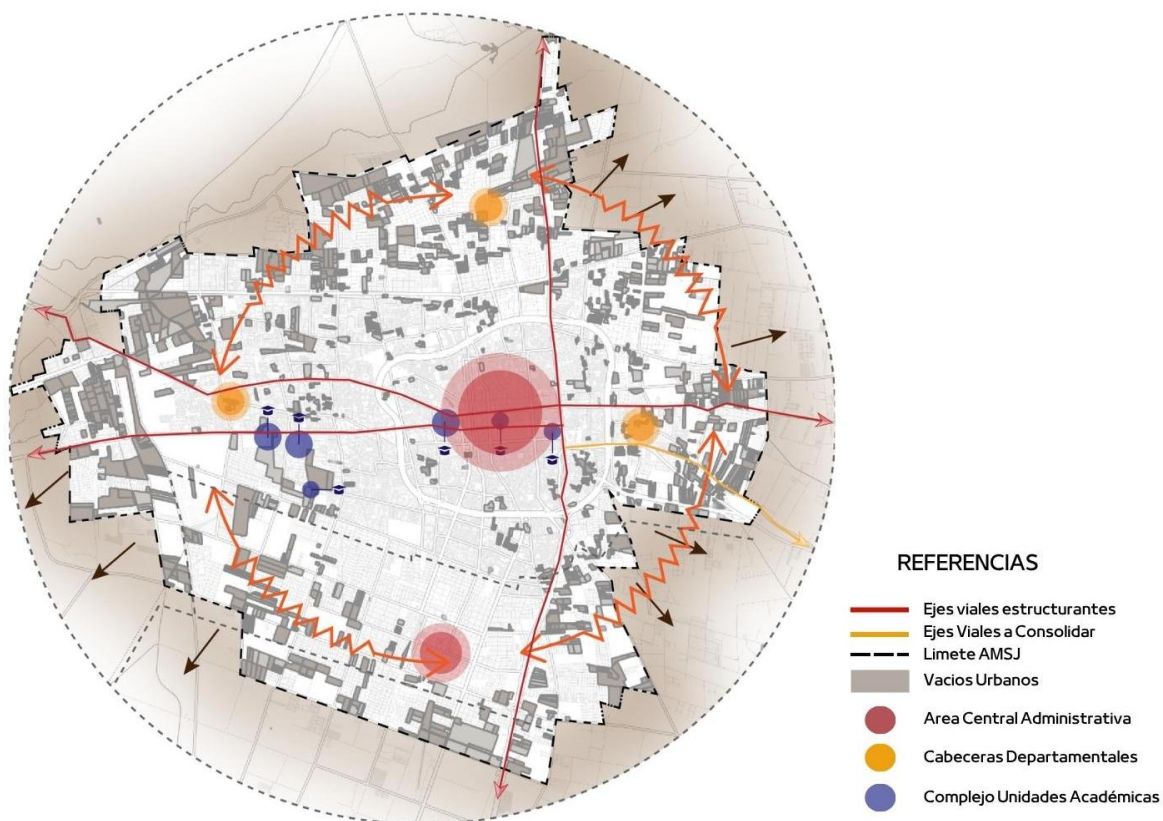 REFERENCIAS
Ejes viales estructurantes
Ejes Viales a Consolidar
Limete AMSJ
Vacios Urbanos
Area Central Administrativa
Cabeceras Departamentales
Complejo Unidades Académicas